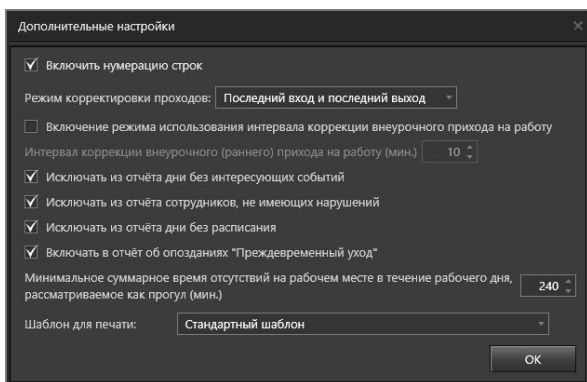 Дополнительные настройки
Включить нумерацию строк
Режим корректировки проходов: Последний вход и последний выход
Включение режима использования интервала коррекции внеурочного прихода на работу
Интервал коррекции внеурочного (раннего) прихода на работу (мин.) 10
Исключать из отчёта дни без интересующих событий
Исключать из отчёта сотрудников, не имеющих нарушений
Исключать из отчёта дни без расписания
Включать в отчёт об опозданиях "Преждевременный уход"
Минимальное суммарное время отсутствий на рабочем месте в течение рабочего дня,
рассматриваемое как прогул (мин.) 240
Шаблон для печати: Стандартный шаблон
ОК